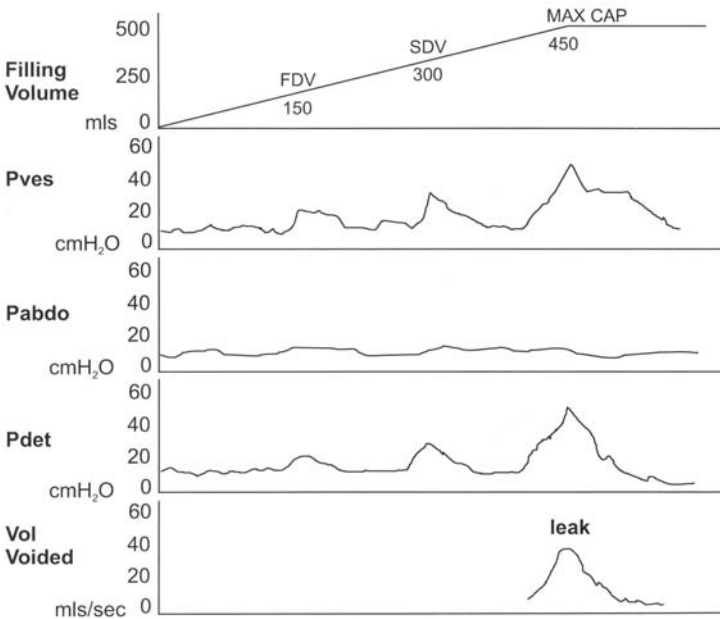 MAX CAP
500
450
SDV
300
FDV
150
250
Filling
Volume
mls
0
60
Pves
40
20
0
cmH₂O
60
Pabdo
40
20
0
cmH₂O
60
Pdet
40
20
0
cmH₂O
60
Vol
Voided
40
leak
20
0
mls/sec